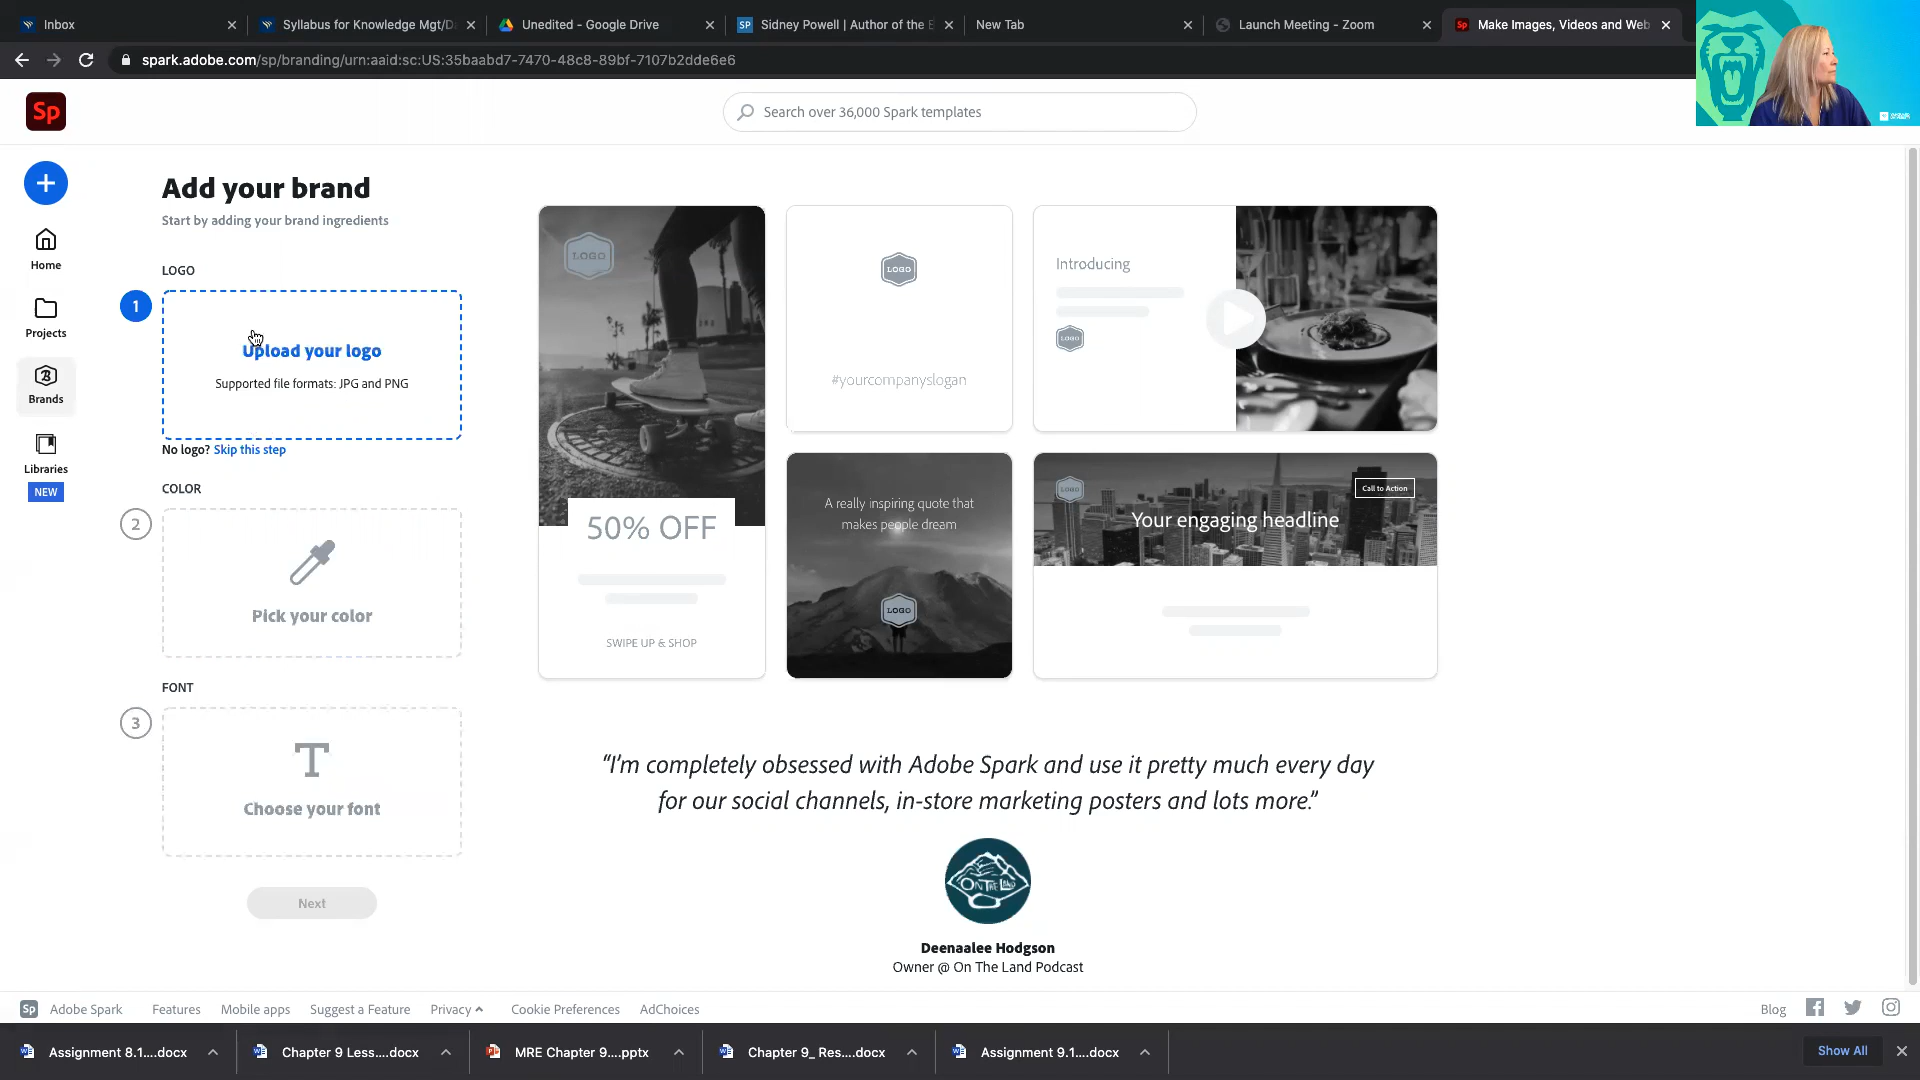 Inbox
Syllabus for Knowledge Mgt/D
Unedited - Google Drive
SP
Sidney Powell | Author of the B
New Tab
Launch Meeting - Zoom
Sp
Make Images, Videos and Web
spark.adobe.com/sp/branding/urn:aaid:sc:US:35baabd7-7470-48c8-89bf-7107b2dde6e6
Sp
Search over 36,000 Spark templates
Home
Projects
Brands
Libraries
NEW
Add your brand
Start by adding your brand ingredients
LOGO
1
Upload your logo
Supported file formats: JPG and PNG
No logo? Skip this step
COLOR
2
Pick your color
FONT
3
Choose your font
Next
LOGO
50% OFF
SWIPE UP & SHOP
LOGO
#yourcompanyslogan
Introducing
LOGO
A really inspiring quote that
makes people dream
LOGO
LOGO
Call to Action
Your engaging headline
“I’m completely obsessed with Adobe Spark and use it pretty much every day
for our social channels, in-store marketing posters and lots more.”
ON THE LAND
Deenaalee Hodgson
Owner @ On The Land Podcast
Sp
Adobe Spark
Features
Mobile apps
Suggest a Feature
Privacy
Cookie Preferences
AdChoices
Blog
Assignment 8.1....docx
Chapter 9 Less....docx
MRE Chapter 9....pptx
Chapter 9_ Res....docx
Assignment 9.1....docx
Show All